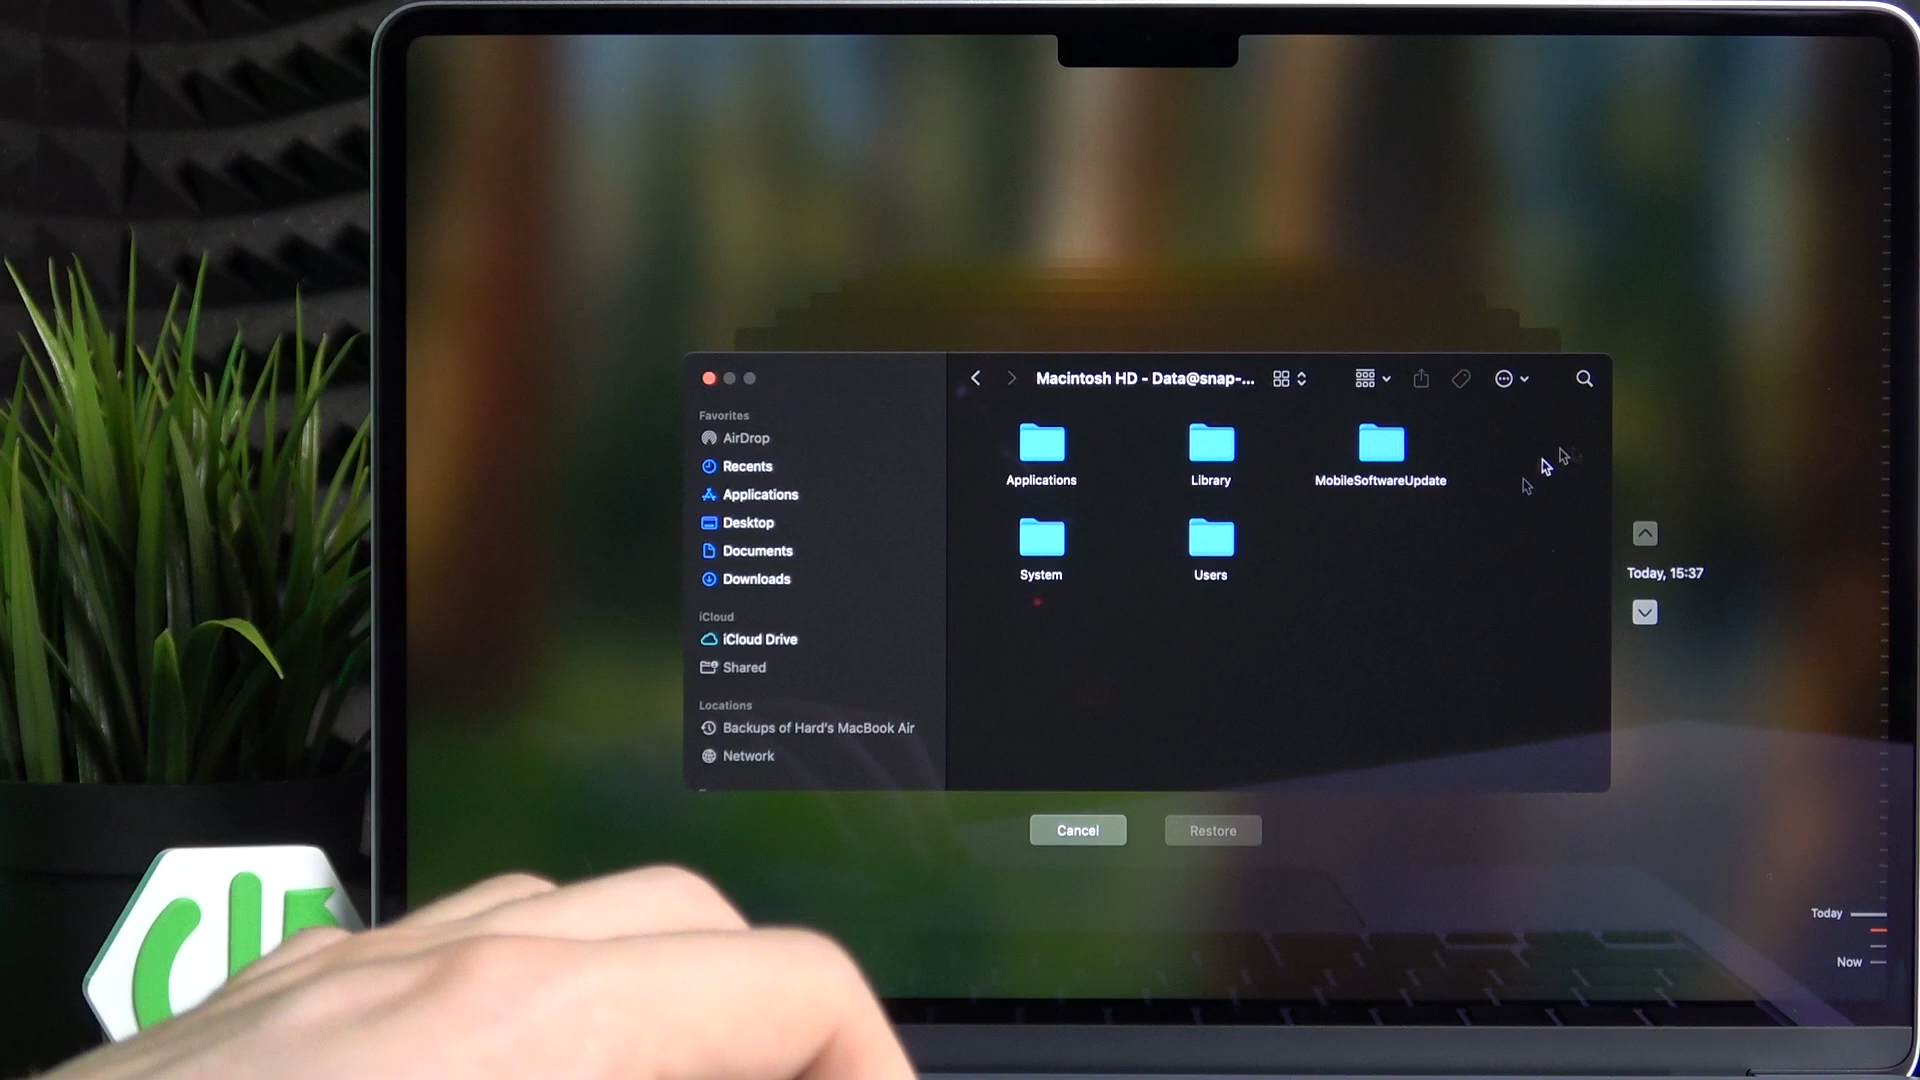 Macintosh HD - Data@snap-...
Favorites
AirDrop
Recents
Applications
Desktop
Documents
Downloads
iCloud
iCloud Drive
Shared
Locations
Backups of Hard's MacBook Air
Network
Applications
Library
MobileSoftwareUpdate
System
Users
Today, 15:37
Cancel
Restore
Today
Now